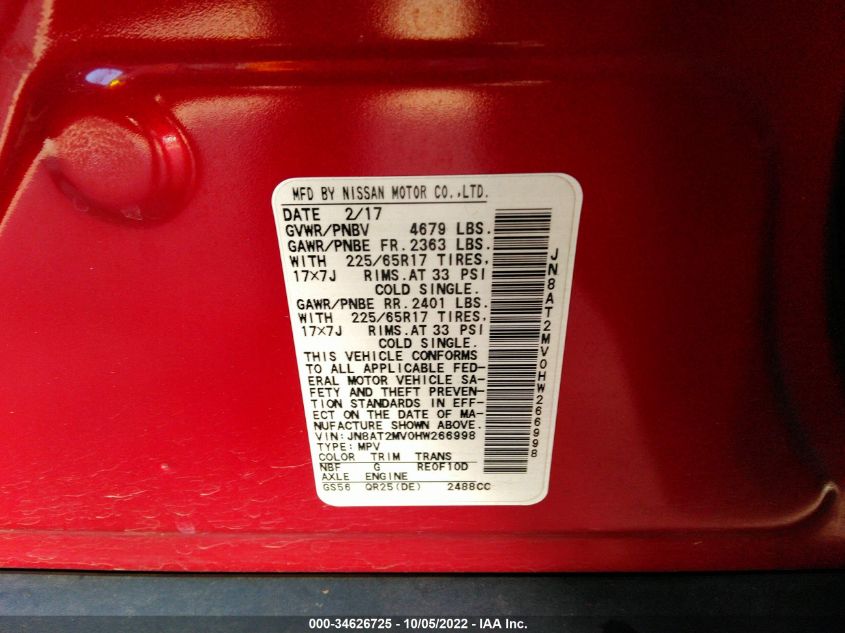 MFD BY NISSAN MOTOR CO.,LTD.
DATE 2/17
GVWR/PNBV 4679 LBS.
GAWR/PNBE FR. 2363 LBS.
WITH 225/65R17 TIRES,
17×7J RIMS.AT 33 PSI
COLD SINGLE.
GAWR/PNBE RR. 2401 LBS.
WITH 225/65R17 TIRES,
17×7J RIMS.AT 33 PSI
COLD SINGLE.
THIS VEHICLE CONFORMS
TO ALL APPLICABLE FED-
ERAL MOTOR VEHICLE SA-
FETY AND THEFT PREVEN-
TION STANDARDS IN EFF-
ECT ON THE DATE OF MA-
NUFACTURE SHOWN ABOVE.
VIN:JN8AT2MV0HW266998
TYPE: MPV
COLOR TRIM TRANS
NBF G RE0F10D
AXLE ENGINE
GS56 QR25(DE) 2488CC
JN8AT2MV0HW266998
000-34626725 - 10/05/2022 - IAA Inc.